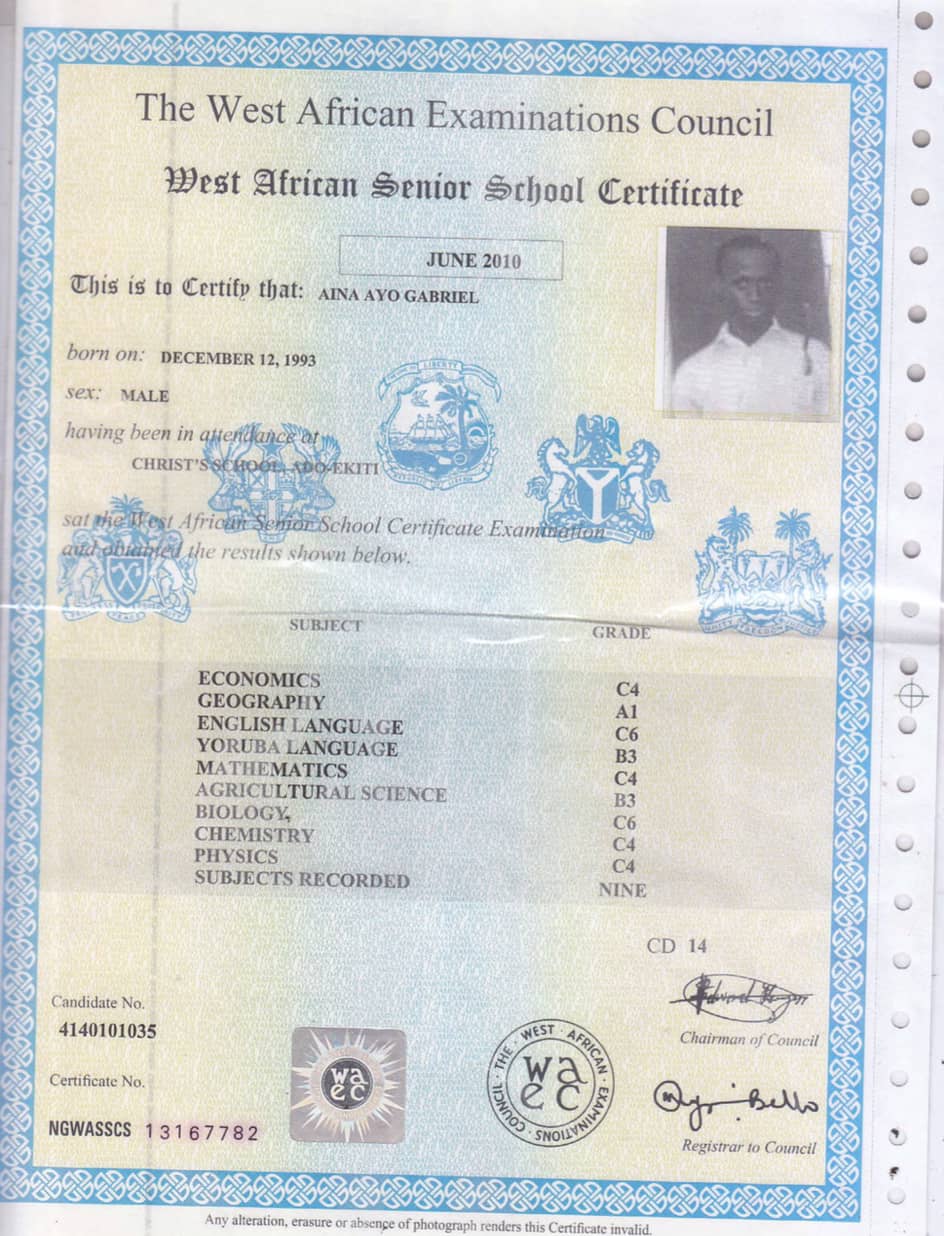 The West African Examinations Council
West African Senior School Certificate
JUNE 2010
This is to Certify that: AINA AYO GABRIEL
born on: DECEMBER 12, 1993
sex: MALE
having been in attendance at
CHRIST'S SCHOOL, ADO-EKITI
sat the West African Senior School Certificate Examination
and obtained the results shown below.
SUBJECT GRADE
ECONOMICS C4
GEOGRAPHY A1
ENGLISH LANGUAGE C6
YORUBA LANGUAGE B3
MATHEMATICS C4
AGRICULTURAL SCIENCE B3
BIOLOGY, C6
CHEMISTRY C4
PHYSICS C4
SUBJECTS RECORDED NINE
CD 14
Chairman of Council
Candidate No.
4140101035
Certificate No.
NGWASSCS 13167782
waec
THE WEST AFRICAN EXAMINATIONS COUNCIL
waec
Bello
Registrar to Council
Any alteration, erasure or absence of photograph renders this Certificate invalid.